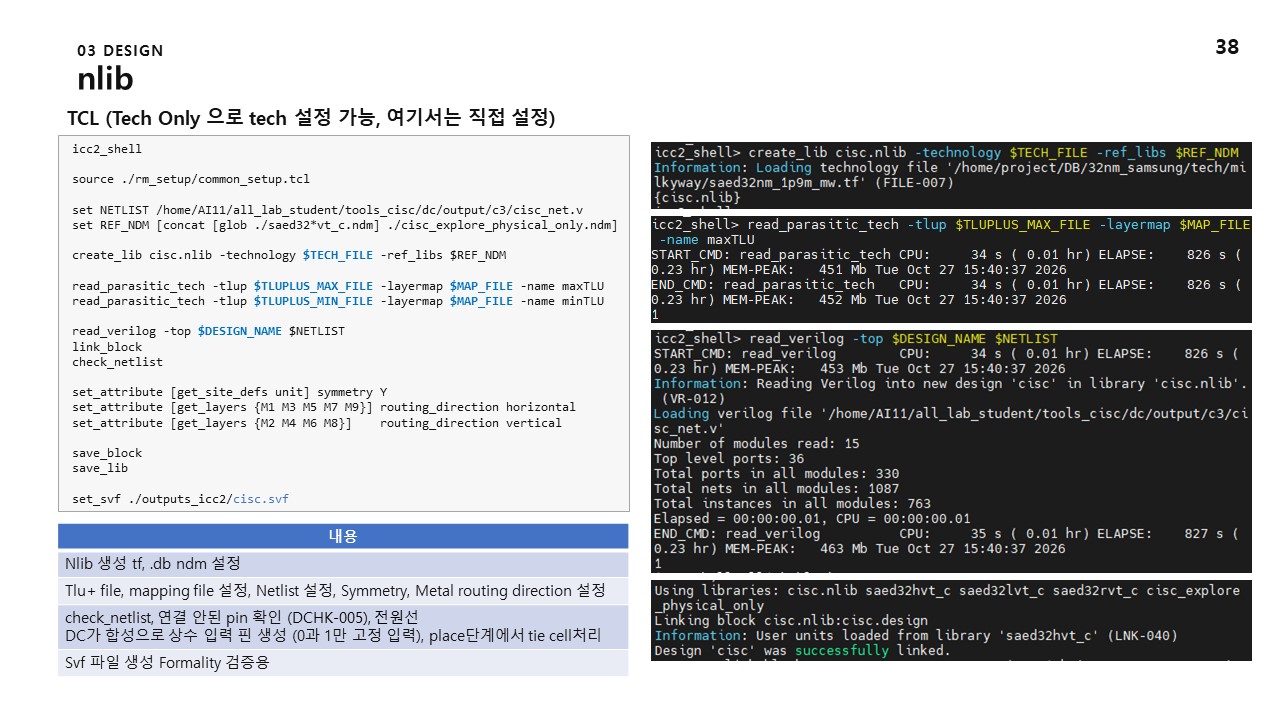 03 DESIGN
38
nlib
TCL (Tech Only 으로 tech 설정 가능, 여기서는 직접 설정)
icc2_shell
source ./rm_setup/common_setup.tcl
set NETLIST /home/AI11/all_lab_student/tools_cisc/dc/output/c3/cisc_net.v
set REF_NDM [concat [glob ./saed32*vt_c.ndm] ./cisc_explore_physical_only.ndm]
create_lib cisc.nlib -technology $TECH_FILE -ref_libs $REF_NDM
read_parasitic_tech -tlup $TLUPLUS_MAX_FILE -layermap $MAP_FILE -name maxTLU
read_parasitic_tech -tlup $TLUPLUS_MIN_FILE -layermap $MAP_FILE -name minTLU
read_verilog -top $DESIGN_NAME $NETLIST
link_block
check_netlist
set_attribute [get_site_defs unit] symmetry Y
set_attribute [get_layers {M1 M3 M5 M7 M9}] routing_direction horizontal
set_attribute [get_layers {M2 M4 M6 M8}]    routing_direction vertical
save_block
save_lib
set_svf ./outputs_icc2/cisc.svf
내용
Nlib 생성 tf, .db ndm 설정
Tlu+ file, mapping file 설정, Netlist 설정, Symmetry, Metal routing direction 설정
check_netlist, 연결 안된 pin 확인 (DCHK-005), 전원선
DC가 합성으로 상수 입력 핀 생성 (0과 1만 고정 입력), place단계에서 tie cell처리
Svf 파일 생성 Formality 검증용
icc2_shell> create_lib cisc.nlib -technology $TECH_FILE -ref_libs $REF_NDM
Information: Loading technology file '/home/project/DB/32nm_samsung/tech/mi
lkyway/saed32nm_1p9m_mw.tf' (FILE-007)
{cisc.nlib}
icc2_shell> read_parasitic_tech -tlup $TLUPLUS_MAX_FILE -layermap $MAP_FILE
-name maxTLU
START_CMD: read_parasitic_tech CPU:     34 s ( 0.01 hr) ELAPSE:    826 s (
0.23 hr) MEM-PEAK:   451 Mb Tue Oct 27 15:40:37 2026
END_CMD: read_parasitic_tech   CPU:     34 s ( 0.01 hr) ELAPSE:    826 s (
0.23 hr) MEM-PEAK:   452 Mb Tue Oct 27 15:40:37 2026
1
icc2_shell> read_verilog -top $DESIGN_NAME $NETLIST
START_CMD: read_verilog        CPU:     34 s ( 0.01 hr) ELAPSE:    826 s (
0.23 hr) MEM-PEAK:   453 Mb Tue Oct 27 15:40:37 2026
Information: Reading Verilog into new design 'cisc' in library 'cisc.nlib'.
(VR-012)
Loading verilog file '/home/AI11/all_lab_student/tools_cisc/dc/output/c3/ci
sc_net.v'
Number of modules read: 15
Top level ports: 36
Total ports in all modules: 330
Total nets in all modules: 1087
Total instances in all modules: 763
Elapsed = 00:00:00.01, CPU = 00:00:00.01
END_CMD: read_verilog          CPU:     35 s ( 0.01 hr) ELAPSE:    827 s (
0.23 hr) MEM-PEAK:   463 Mb Tue Oct 27 15:40:37 2026
1
Using libraries: cisc.nlib saed32hvt_c saed32lvt_c saed32rvt_c cisc_explore
_physical_only
Linking block cisc.nlib:cisc.design
Information: User units loaded from library 'saed32hvt_c' (LNK-040)
Design 'cisc' was successfully linked.